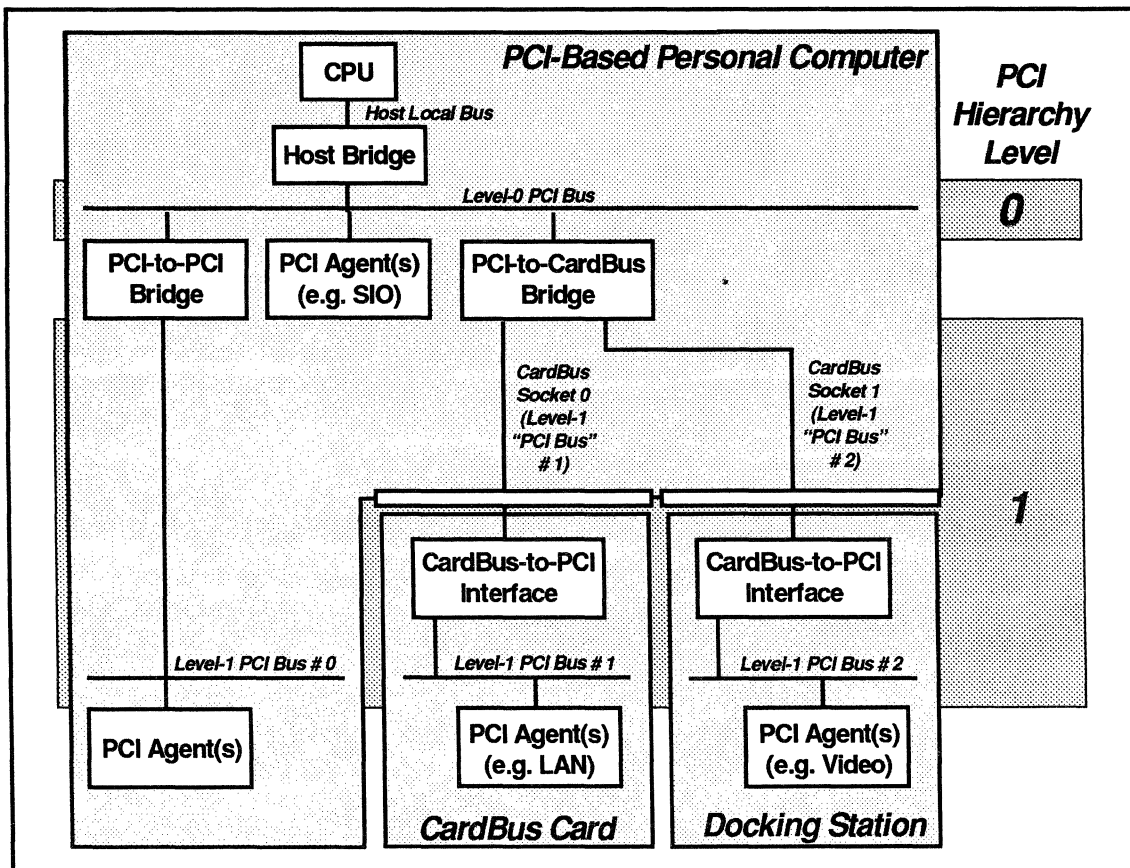 PCI-Based Personal Computer
CPU
Host Local Bus
Host Bridge
Level-0 PCI Bus
PCI
Hierarchy
Level
0
PCI-to-PCI
Bridge
PCI Agent(s)
(e.g. SIO)
PCI-to-CardBus
Bridge
CardBus
Socket 0
(Level-1
“PCI Bus”
# 1)
CardBus
Socket 1
(Level-1
“PCI Bus”
# 2)
1
CardBus-to-PCI
Interface
CardBus-to-PCI
Interface
Level-1 PCI Bus # 0
Level-1 PCI Bus # 1
Level-1 PCI Bus # 2
PCI Agent(s)
PCI Agent(s)
(e.g. LAN)
PCI Agent(s)
(e.g. Video)
CardBus Card
Docking Station